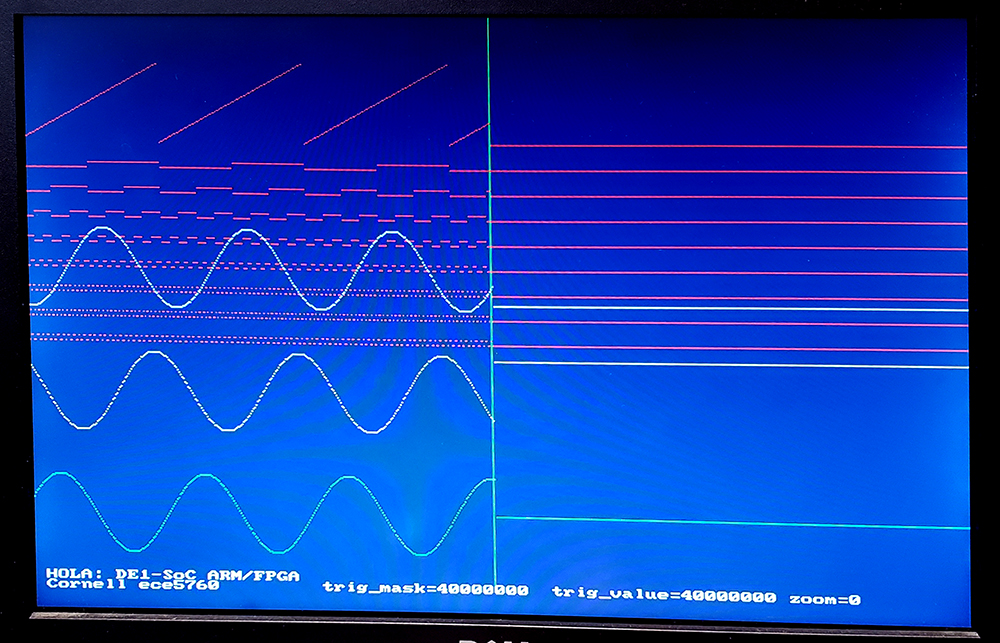 HOLA: DE1-SoC ARM/FPGA
Cornell ece5760
trig_mask=40000000 trig_value=40000000 zoom=0